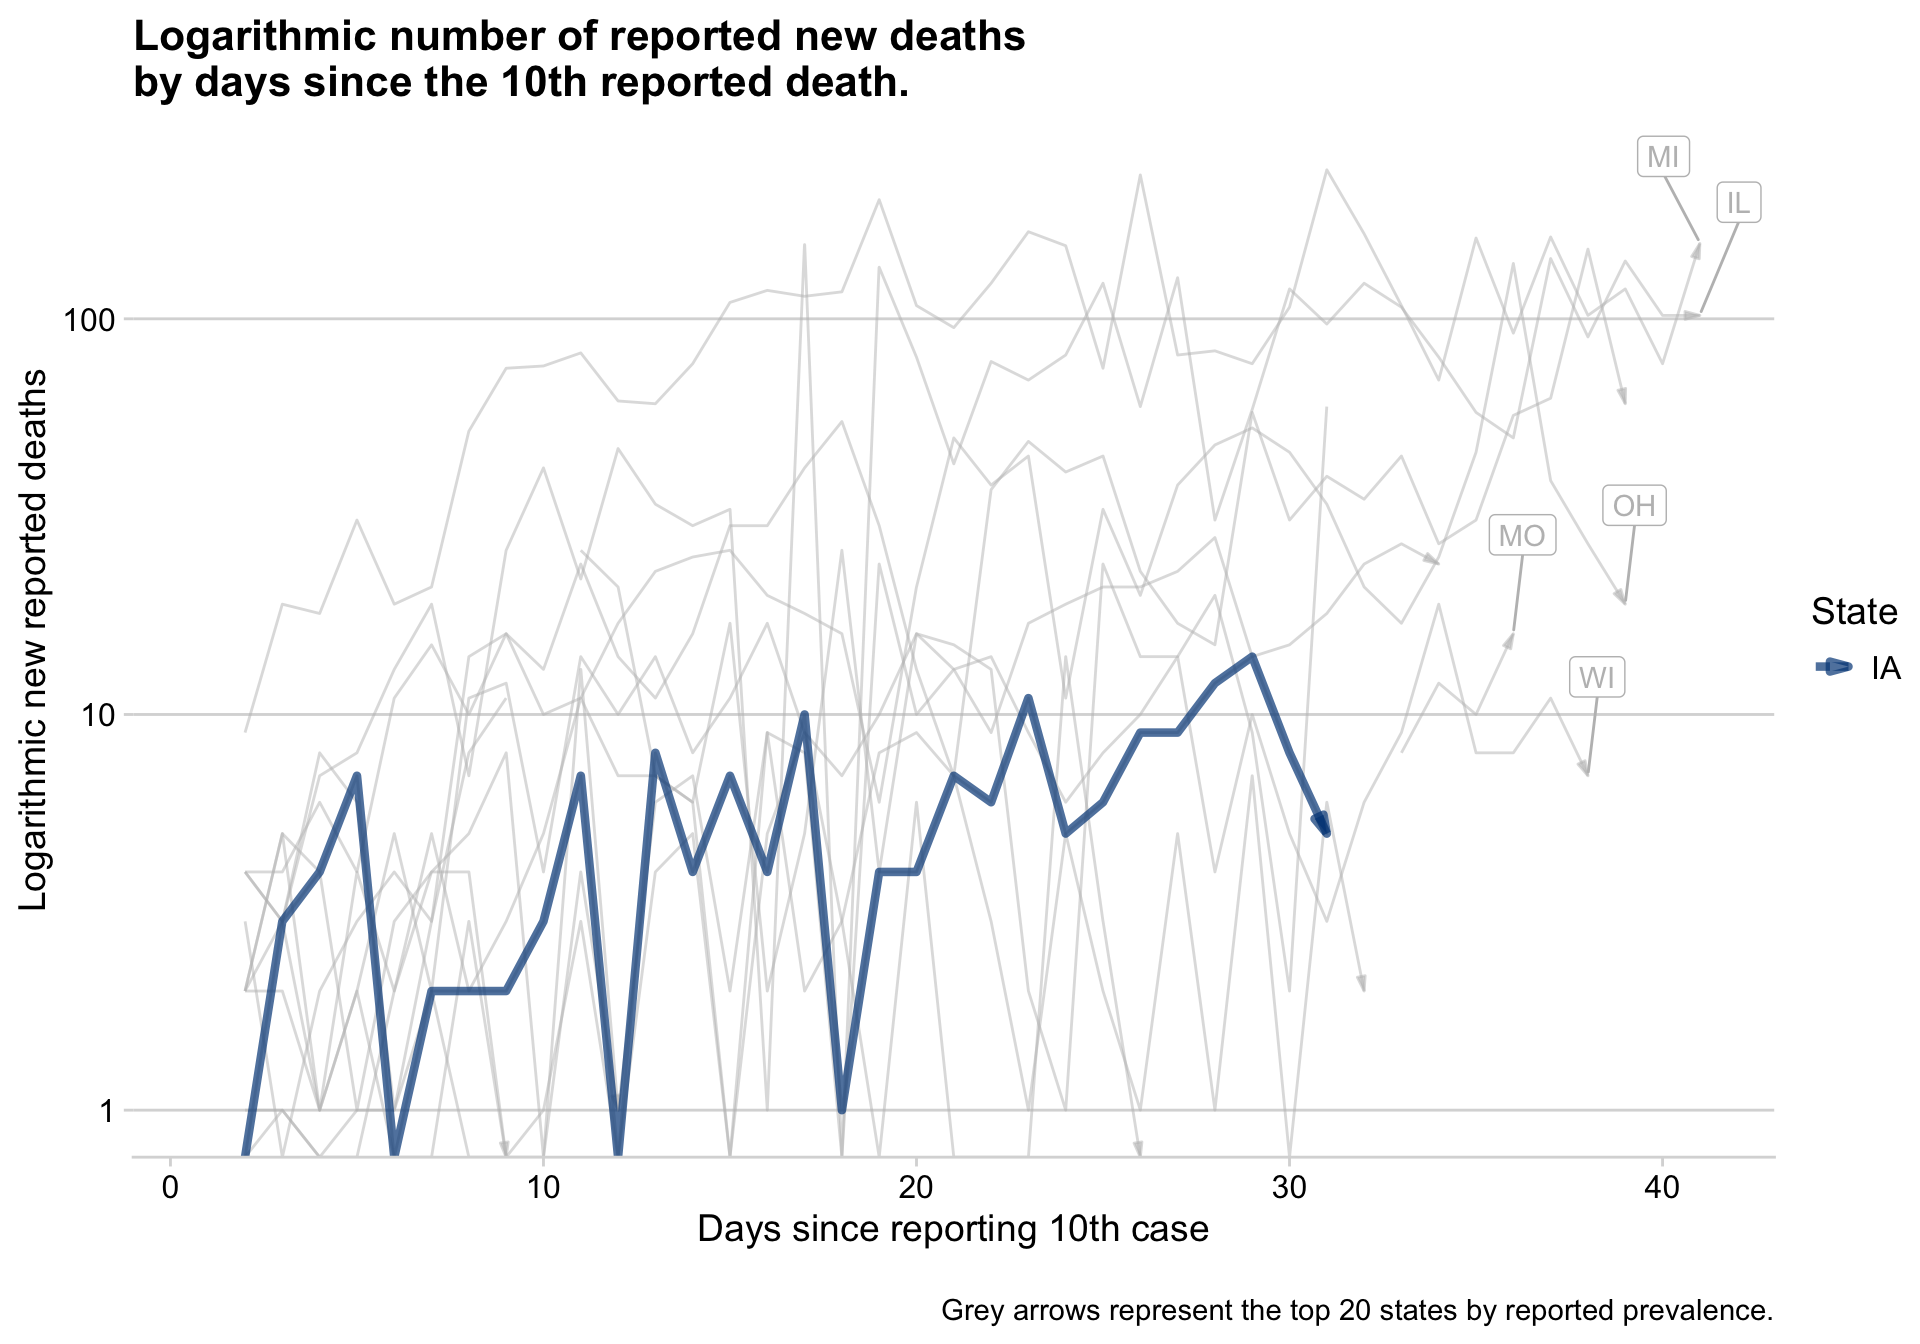 Logarithmic number of reported new deaths
by days since the 10th reported death.
MI
IL
100
OH
MO
WI
10
1
Logarithmic new reported deaths
State
IA
0 10 20 30 40
Days since reporting 10th case
Grey arrows represent the top 20 states by reported prevalence.